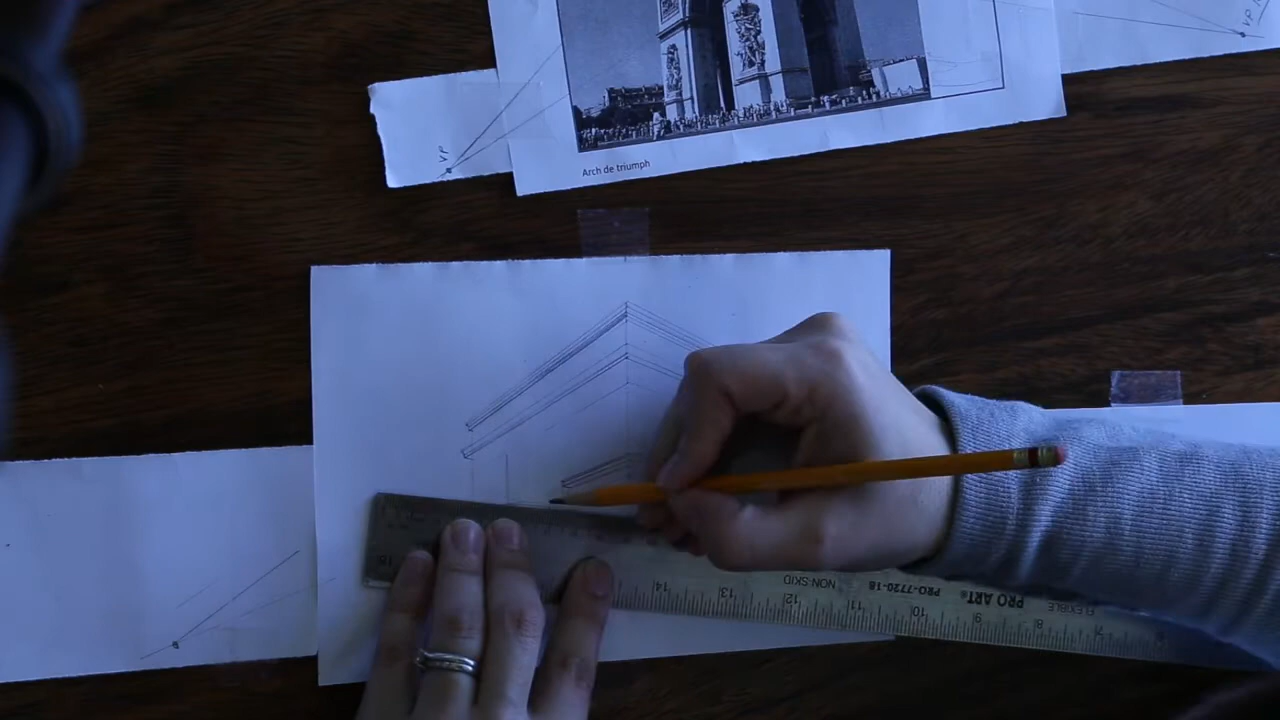 VP
VP
Arch de triumph
14
13
12
11
10
9
8
7
NON SKID
PRO-7720-18
PRO ART®
FLEXIBLE
18